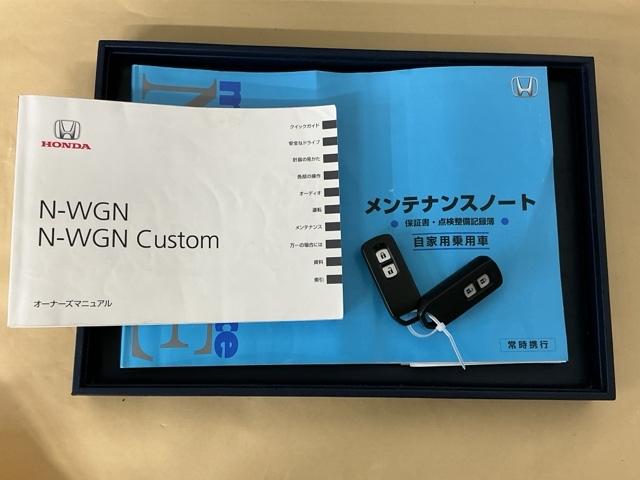 HONDA
N-WGN
N-WGN Custom
オーナーズマニュアル
クイックガイド
安全なドライブ
計器の見かた
各部の操作
オーディオ
運転
メンテナンス
万一の場合には
資料
索引
メンテナンスノート
保証書・点検整備記録簿
自家用乗用車
常時携行